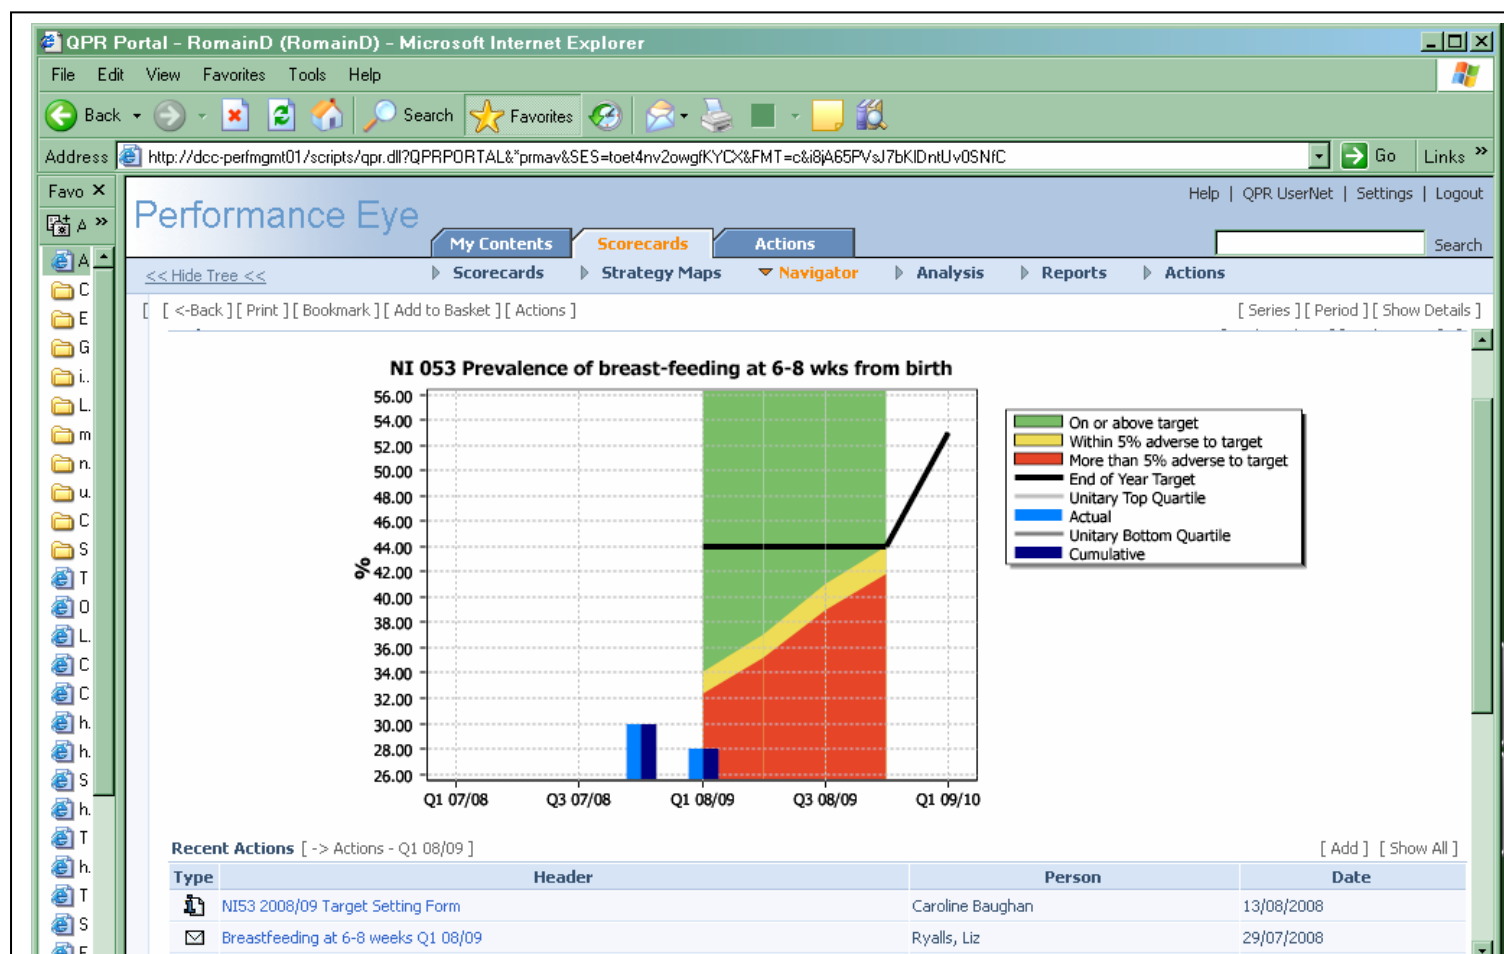 QPR Portal - RomainD (RomainD) - Microsoft Internet Explorer
File Edit View Favorites Tools Help
Back Search Favorites
Address http://dcc-perfmgmt01/scripts/qpr.dll?QPRPORTAL&*prmav&SES=toet4nv2owgfKYCX&FMT=c&i8jA65PVsJ7bKIDntUv0SNfC Go Links »
Favo X
Help | QPR UserNet | Settings | Logout
Performance Eye
A »
My Contents Scorecards Actions Search
<< Hide Tree << Scorecards Strategy Maps Navigator Analysis Reports Actions
[ [ <-Back ] [ Print ] [ Bookmark ] [ Add to Basket ] [ Actions ] [ Series ] [ Period ] [ Show Details ]
A
C
E
G
i..
L.
m
n.
u.
C
S
T
O
L.
C
C
h.
h.
S
h.
T
h.
T
S
NI 053 Prevalence of breast-feeding at 6-8 wks from birth
56.00
54.00
52.00
50.00
48.00
46.00
44.00
42.00
40.00
38.00
36.00
34.00
32.00
30.00
28.00
26.00
%
Q1 07/08 Q3 07/08 Q1 08/09 Q3 08/09 Q1 09/10
On or above target
Within 5% adverse to target
More than 5% adverse to target
End of Year Target
Unitary Top Quartile
Actual
Unitary Bottom Quartile
Cumulative
Recent Actions [ -> Actions - Q1 08/09 ] [ Add ] [ Show All ]
Type Header Person Date
NI53 2008/09 Target Setting Form Caroline Baughan 13/08/2008
Breastfeeding at 6-8 weeks Q1 08/09 Ryalls, Liz 29/07/2008